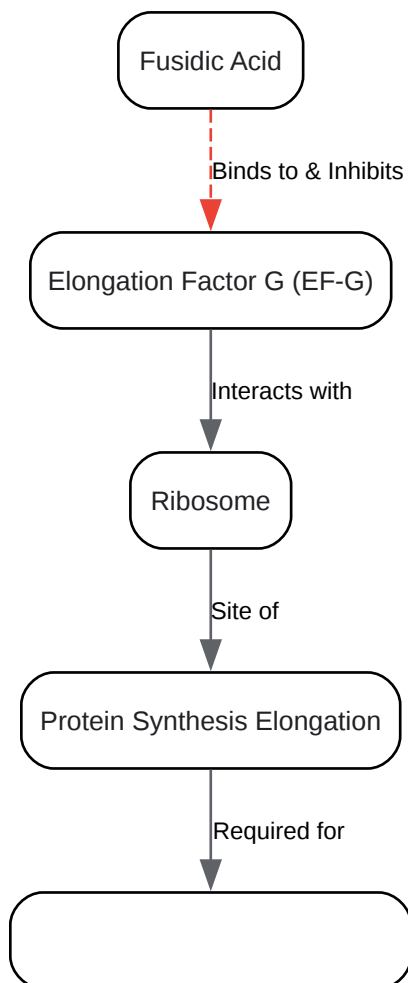 Fusidic Acid
Binds to & Inhibits
Elongation Factor G (EF-G)
Interacts with
Ribosome
Site of
Protein Synthesis Elongation
Required for